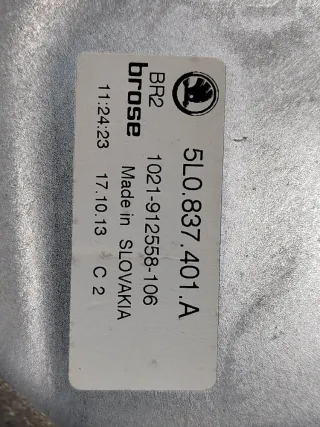 5L0.837.401.A
BR2 1021-912558-106
brose Made in SLOVAKIA
11:24:23 17.10.13 C 2